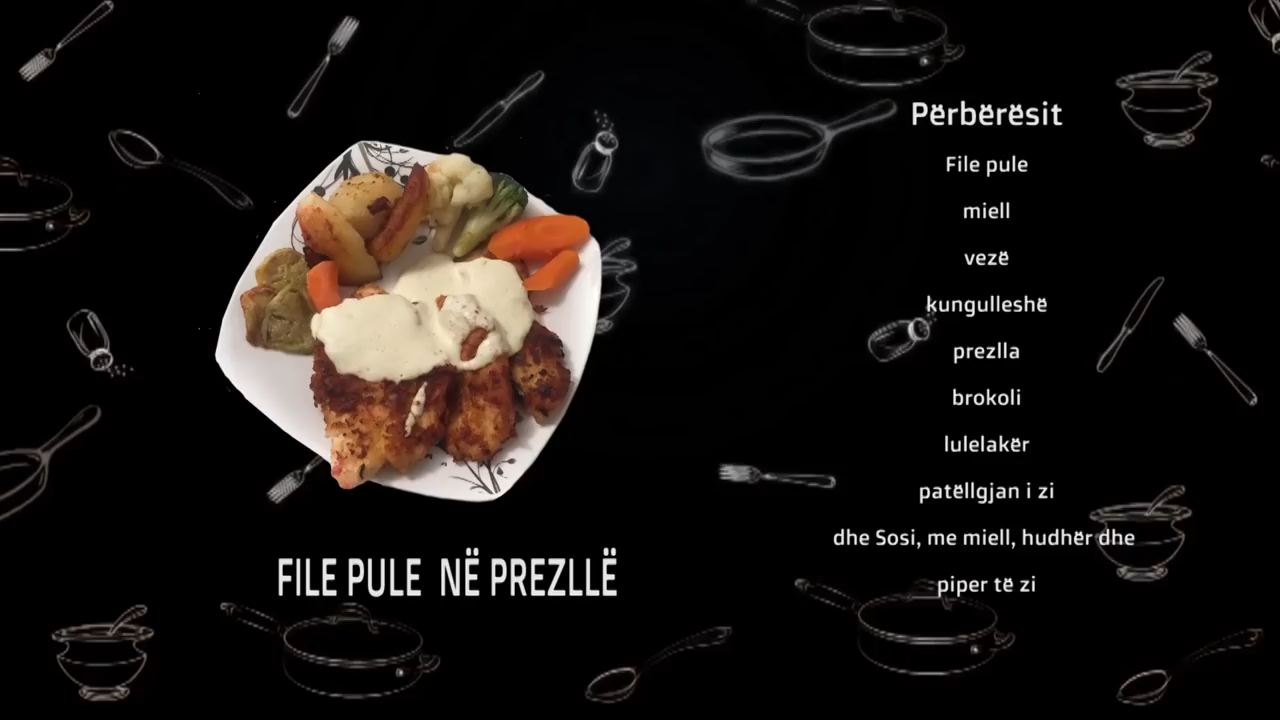 Përbërësit
File pule
miell
vezë
kungulleshë
prezlla
brokoli
lulelakër
patëllgjan i zi
dhe Sosi, me miell, hudhër dhe
piper të zi
FILE PULE NË PREZLLË